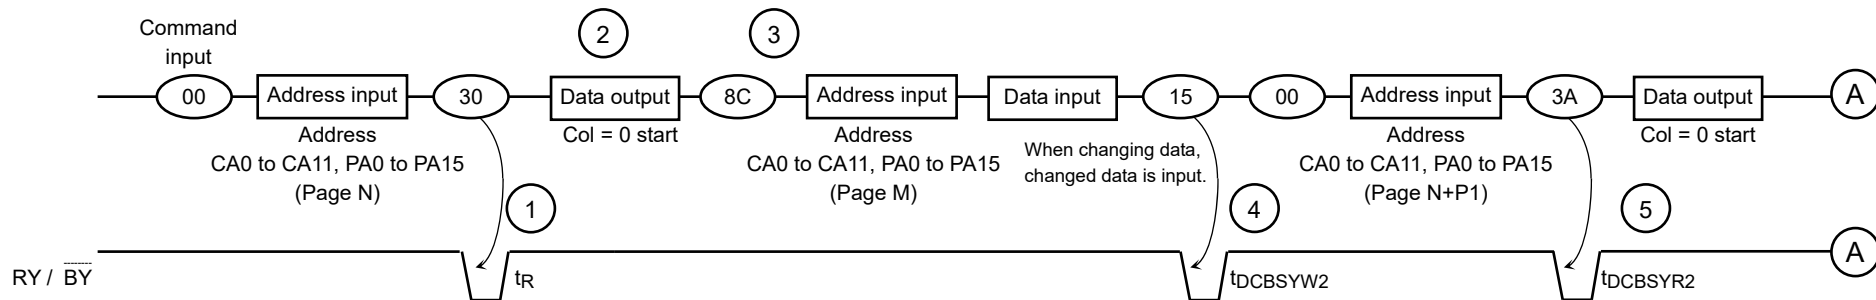 Command
input
2
3
00
Address input
30
Data output
8C
Address input
Data input
15
00
Address input
3A
Data output
A
Address
CA0 to CA11, PA0 to PA15
(Page N)
Col = 0 start
Address
CA0 to CA11, PA0 to PA15
(Page M)
When changing data,
changed data is input.
Address
CA0 to CA11, PA0 to PA15
(Page N+P1)
Col = 0 start
1
4
5
RY / BY
tR
tDCBSYW2
tDCBSYR2
A